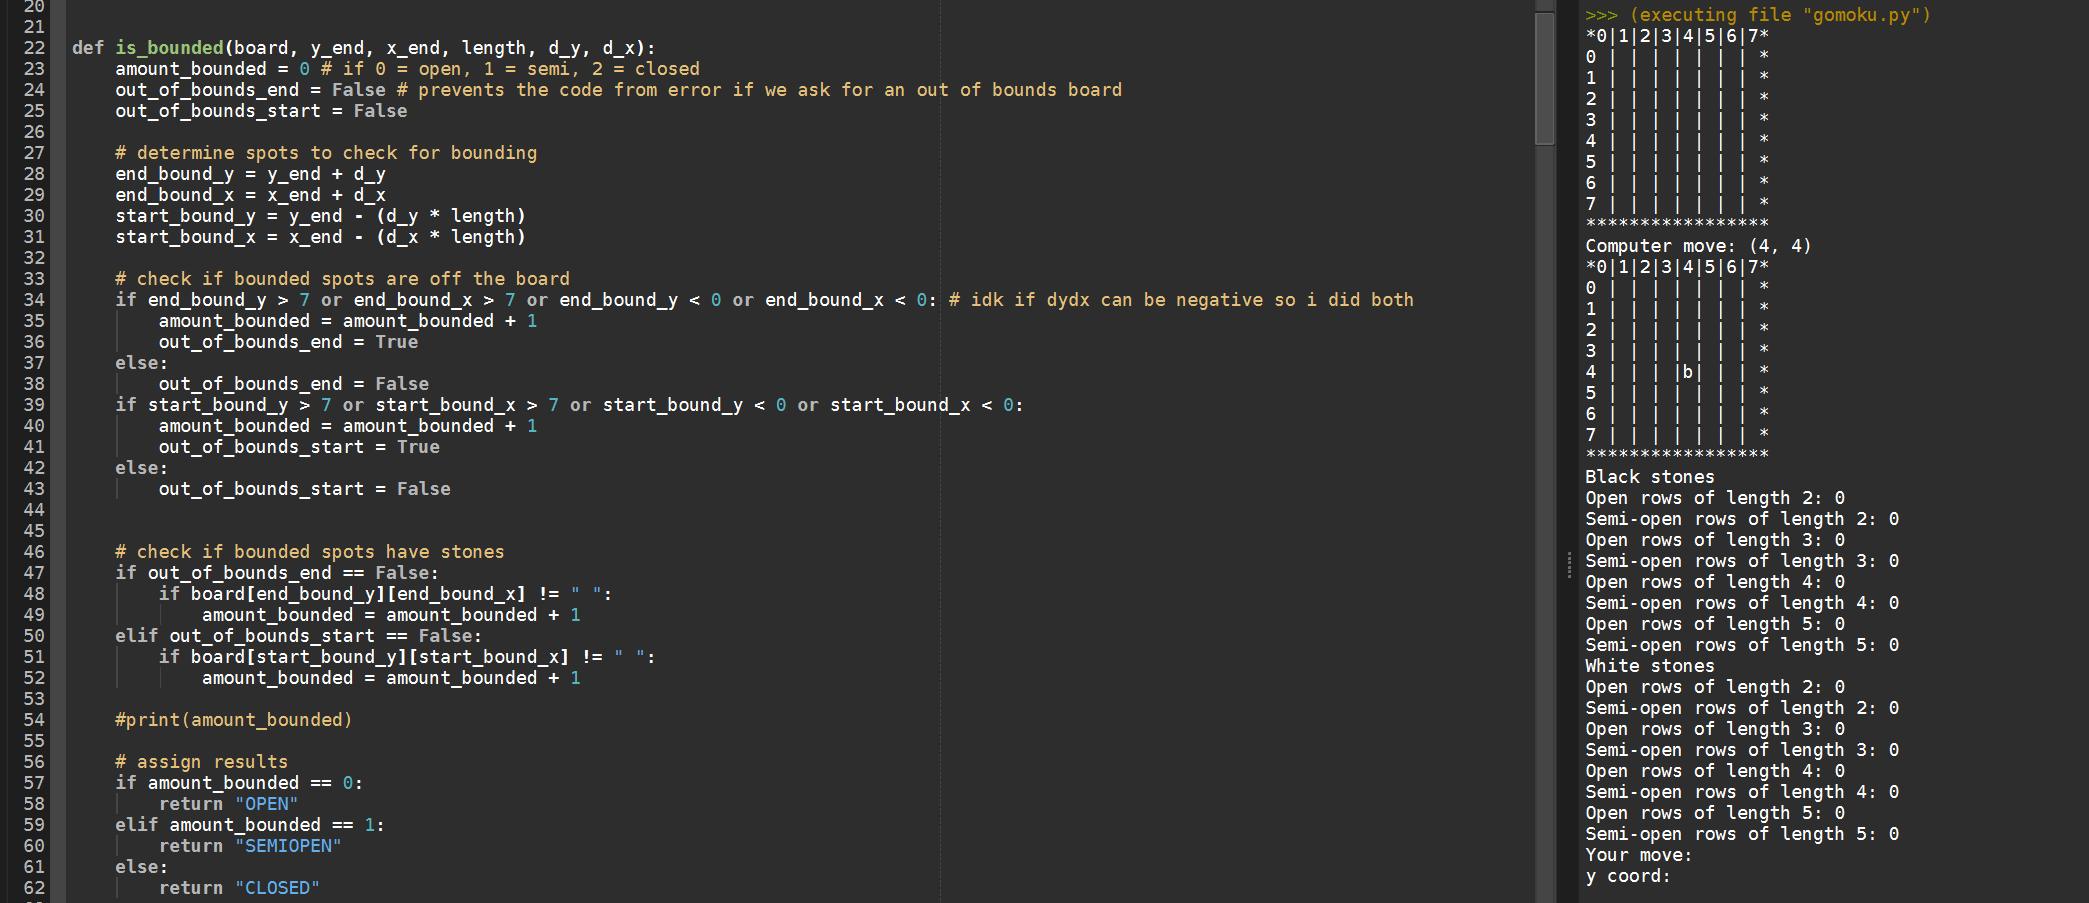 20
21
22 def is_bounded(board, y_end, x_end, length, d_y, d_x):
23     amount_bounded = 0 # if 0 = open, 1 = semi, 2 = closed
24     out_of_bounds_end = False # prevents the code from error if we ask for an out of bounds board
25     out_of_bounds_start = False
26
27     # determine spots to check for bounding
28     end_bound_y = y_end + d_y
29     end_bound_x = x_end + d_x
30     start_bound_y = y_end - (d_y * length)
31     start_bound_x = x_end - (d_x * length)
32
33     # check if bounded spots are off the board
34     if end_bound_y > 7 or end_bound_x > 7 or end_bound_y < 0 or end_bound_x < 0: # idk if dydx can be negative so i did both
35         amount_bounded = amount_bounded + 1
36         out_of_bounds_end = True
37     else:
38         out_of_bounds_end = False
39     if start_bound_y > 7 or start_bound_x > 7 or start_bound_y < 0 or start_bound_x < 0:
40         amount_bounded = amount_bounded + 1
41         out_of_bounds_start = True
42     else:
43         out_of_bounds_start = False
44
45
46     # check if bounded spots have stones
47     if out_of_bounds_end == False:
48         if board[end_bound_y][end_bound_x] != " ":
49             amount_bounded = amount_bounded + 1
50     elif out_of_bounds_start == False:
51         if board[start_bound_y][start_bound_x] != " ":
52             amount_bounded = amount_bounded + 1
53
54     #print(amount_bounded)
55
56     # assign results
57     if amount_bounded == 0:
58         return "OPEN"
59     elif amount_bounded == 1:
60         return "SEMIOPEN"
61     else:
62         return "CLOSED"
>>> (executing file "gomoku.py")
*0|1|2|3|4|5|6|7*
0 | | | | | | | *
1 | | | | | | | *
2 | | | | | | | *
3 | | | | | | | *
4 | | | | | | | *
5 | | | | | | | *
6 | | | | | | | *
7 | | | | | | | *
*****************
Computer move: (4, 4)
*0|1|2|3|4|5|6|7*
0 | | | | | | | *
1 | | | | | | | *
2 | | | | | | | *
3 | | | | | | | *
4 | | | |b| | | *
5 | | | | | | | *
6 | | | | | | | *
7 | | | | | | | *
*****************
Black stones
Open rows of length 2: 0
Semi-open rows of length 2: 0
Open rows of length 3: 0
Semi-open rows of length 3: 0
Open rows of length 4: 0
Semi-open rows of length 4: 0
Open rows of length 5: 0
Semi-open rows of length 5: 0
White stones
Open rows of length 2: 0
Semi-open rows of length 2: 0
Open rows of length 3: 0
Semi-open rows of length 3: 0
Open rows of length 4: 0
Semi-open rows of length 4: 0
Open rows of length 5: 0
Semi-open rows of length 5: 0
Your move:
y coord: